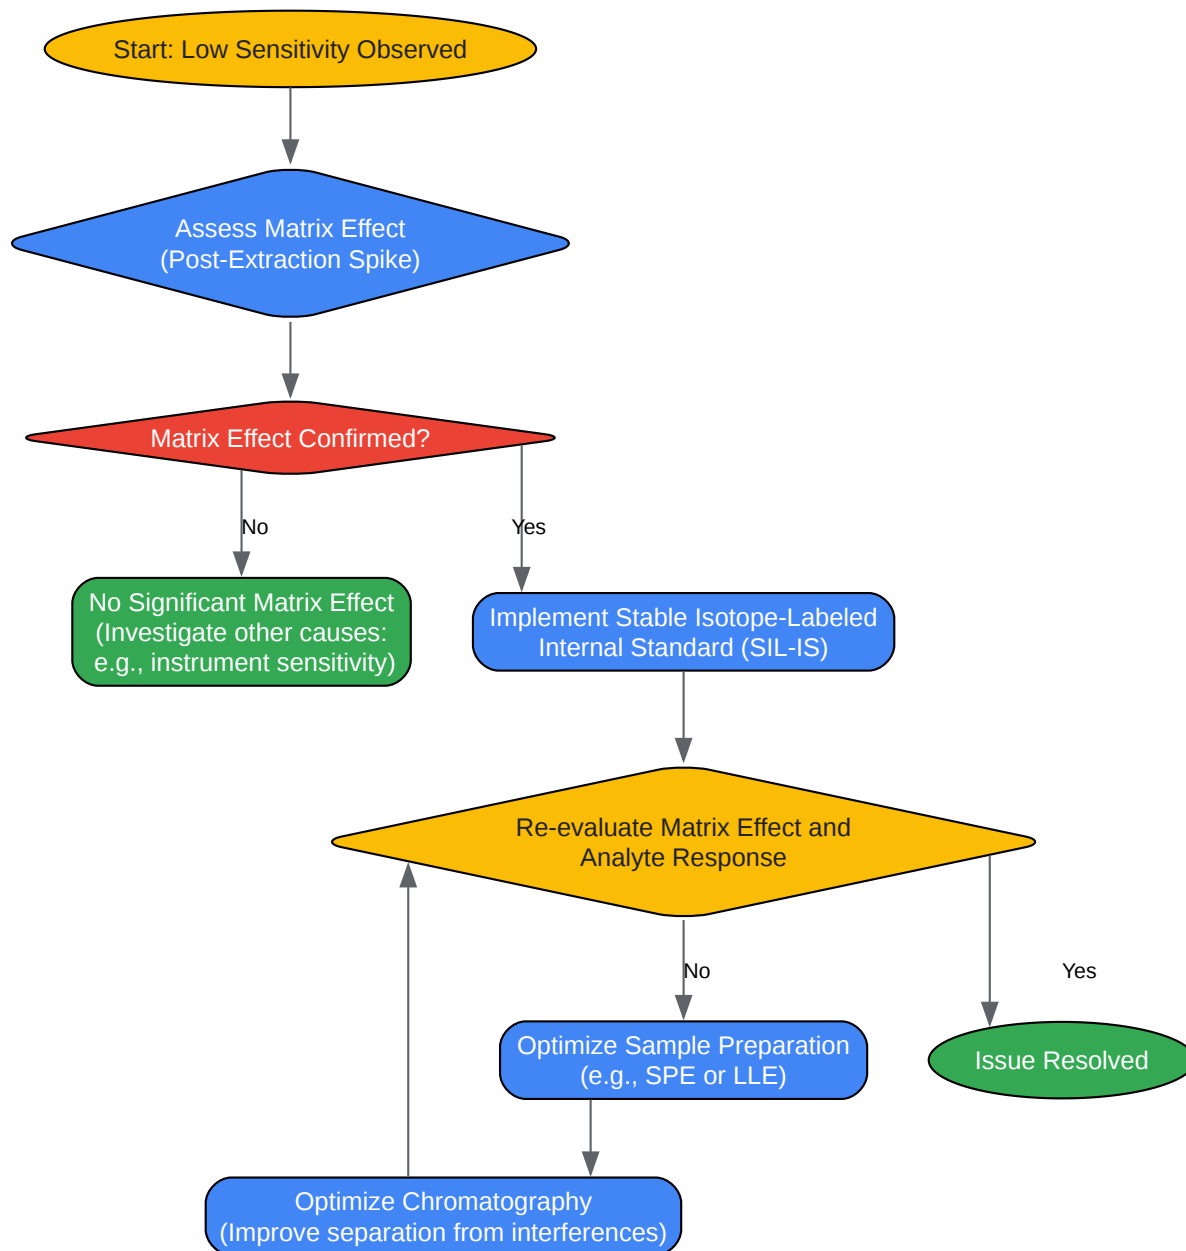 Start: Low Sensitivity Observed
Assess Matrix Effect
(Post-Extraction Spike)
Matrix Effect Confirmed?
No
Yes
No Significant Matrix Effect
(Investigate other causes:
e.g., instrument sensitivity)
Implement Stable Isotope-Labeled
Internal Standard (SIL-IS)
Re-evaluate Matrix Effect and
Analyte Response
No
Yes
Optimize Sample Preparation
(e.g., SPE or LLE)
Issue Resolved
Optimize Chromatography
(Improve separation from interferences)